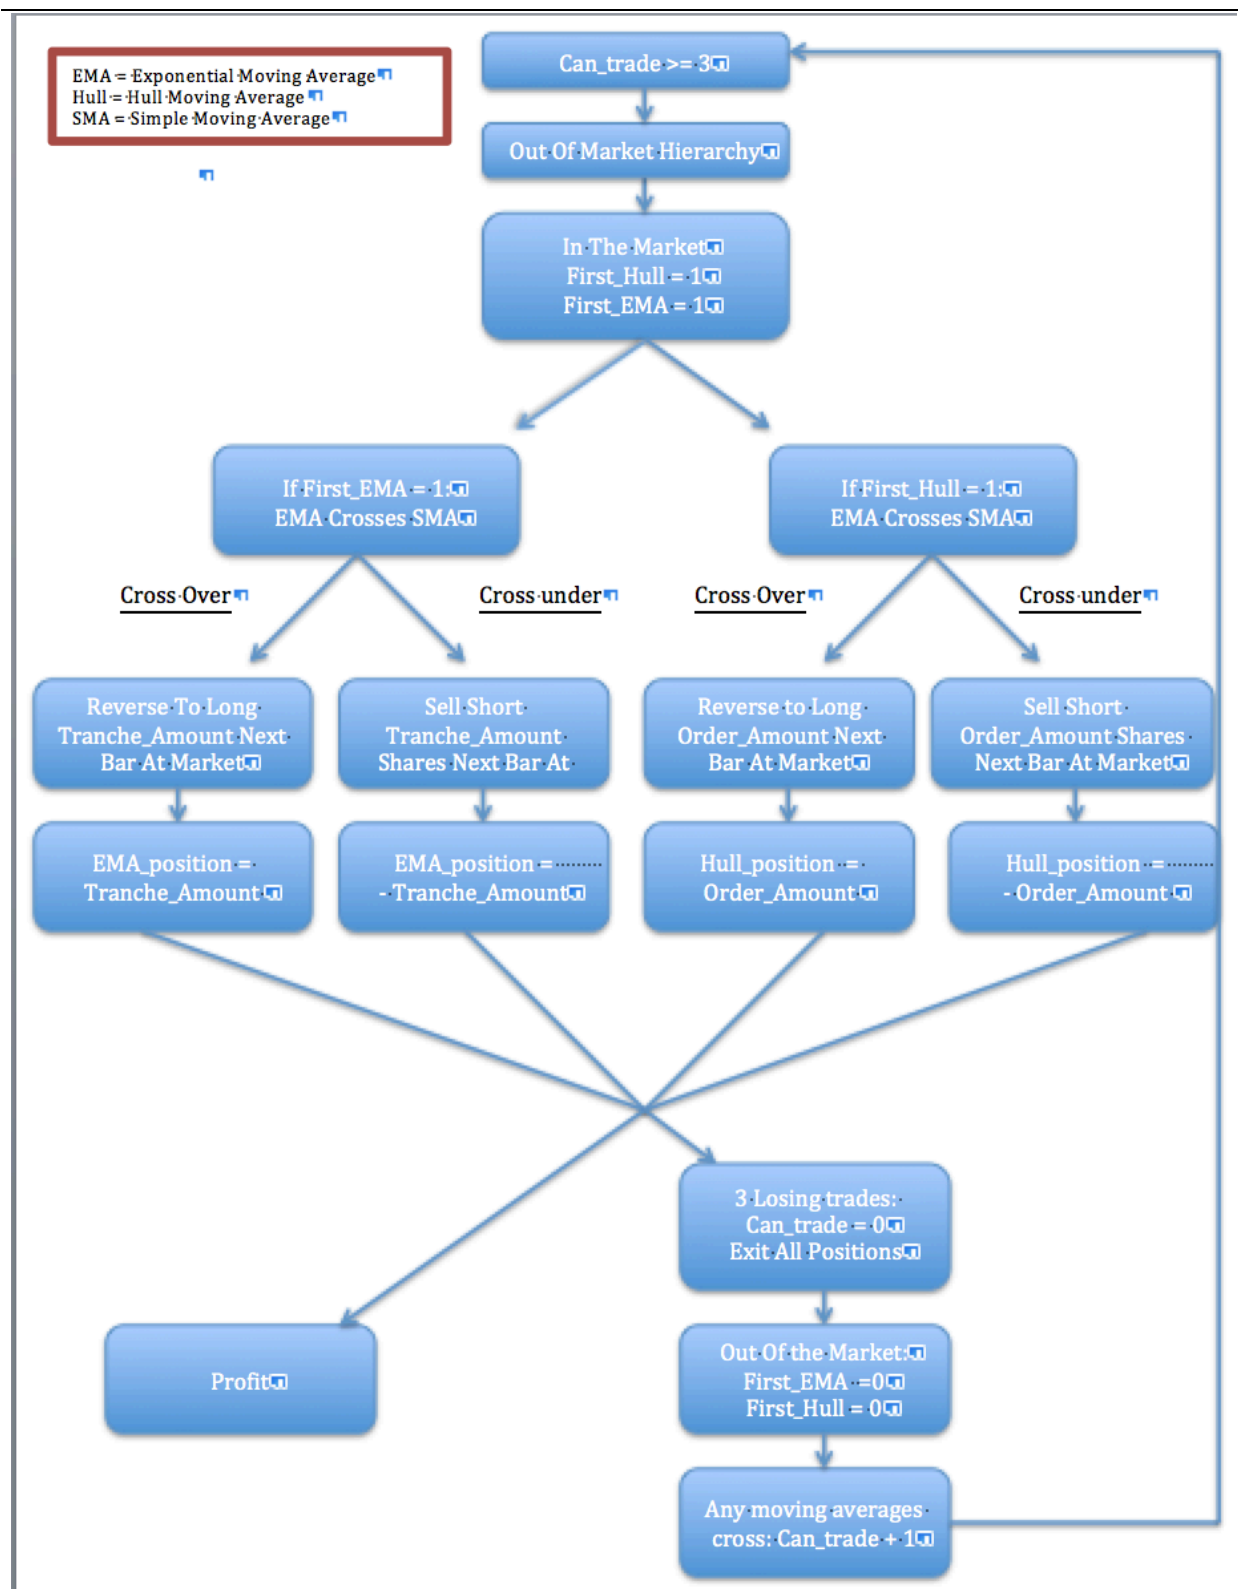 EMA = Exponential Moving Average
Hull = Hull Moving Average
SMA = Simple Moving Average
Can_trade >= 3
Out Of Market Hierarchy
In The Market
First_Hull = 1
First_EMA = 1
If First_EMA = 1:
EMA Crosses SMA
If First_Hull = 1:
EMA Crosses SMA
Cross Over
Cross under
Cross Over
Cross under
Reverse To Long
Tranche_Amount Next
Bar At Market
Sell Short
Tranche_Amount
Shares Next Bar At
Reverse to Long
Order_Amount Next
Bar At Market
Sell Short
Order_Amount Shares
Next Bar At Market
EMA_position =
Tranche_Amount
EMA_position =
- Tranche_Amount
Hull_position =
Order_Amount
Hull_position =
- Order_Amount
3 Losing trades:
Can_trade = 0
Exit All Positions
Profit
Out Of the Market:
First_EMA =0
First_Hull = 0
Any moving averages
cross: Can_trade + 1